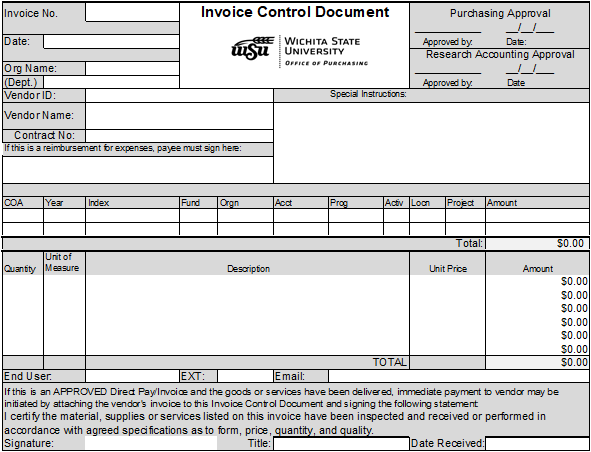 Invoice No.
Invoice Control Document
Purchasing Approval
__/__/___
Date:
wsu WICHITA STATE
UNIVERSITY
OFFICE OF PURCHASING
Approved by: Date:
Research Accounting Approval
Org Name:
__/__/___
(Dept.)
Approved by: Date
Vendor ID:
Special Instructions:
Vendor Name:
Contract No:
If this is a reimbursement for expenses, payee must sign here:
COA Year Index Fund Orgn Acct Prog Activ Locn Project Amount
Total: $0.00
Quantity Unit of Measure Description Unit Price Amount
$0.00
$0.00
$0.00
$0.00
$0.00
$0.00
TOTAL $0.00
End User: EXT: Email:
If this is an APPROVED Direct Pay/Invoice and the goods or services have been delivered, immediate payment to vendor may be
initiated by attaching the vendor's invoice to this Invoice Control Document and signing the following statement:
I certify the material, supplies or services listed on this invoice have been inspected and received or performed in
accordance with agreed specifications as to form, price, quantity, and quality.
Signature: Title: Date Received: